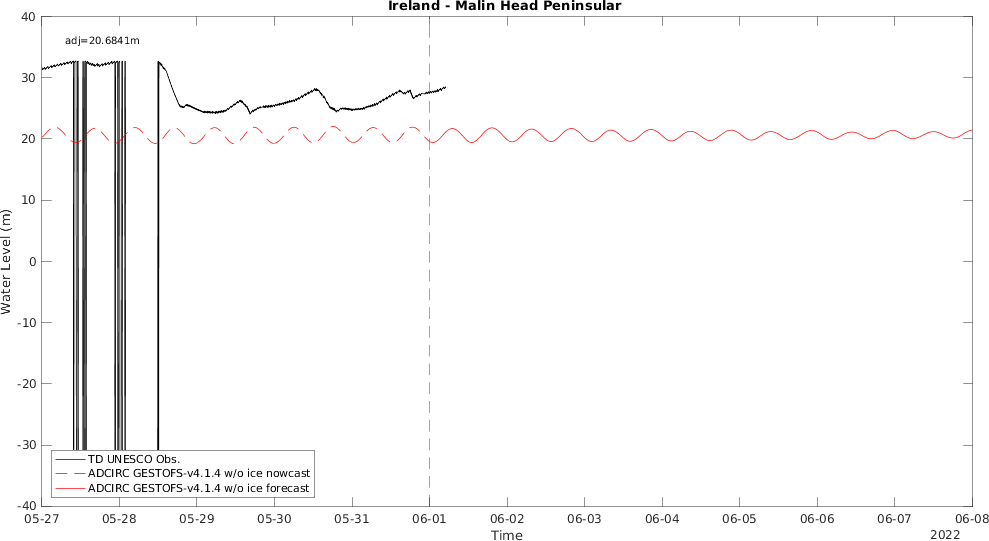 Ireland - Malin Head Peninsular
adj=20.6841m
40
30
20
10
0
-10
-20
-30
-40
Water Level (m)
TD UNESCO Obs.
ADCIRC GESTOFS-v4.1.4 w/o ice nowcast
ADCIRC GESTOFS-v4.1.4 w/o ice forecast
05-27 05-28 05-29 05-30 05-31 06-01 06-02 06-03 06-04 06-05 06-06 06-07 06-08
Time
2022